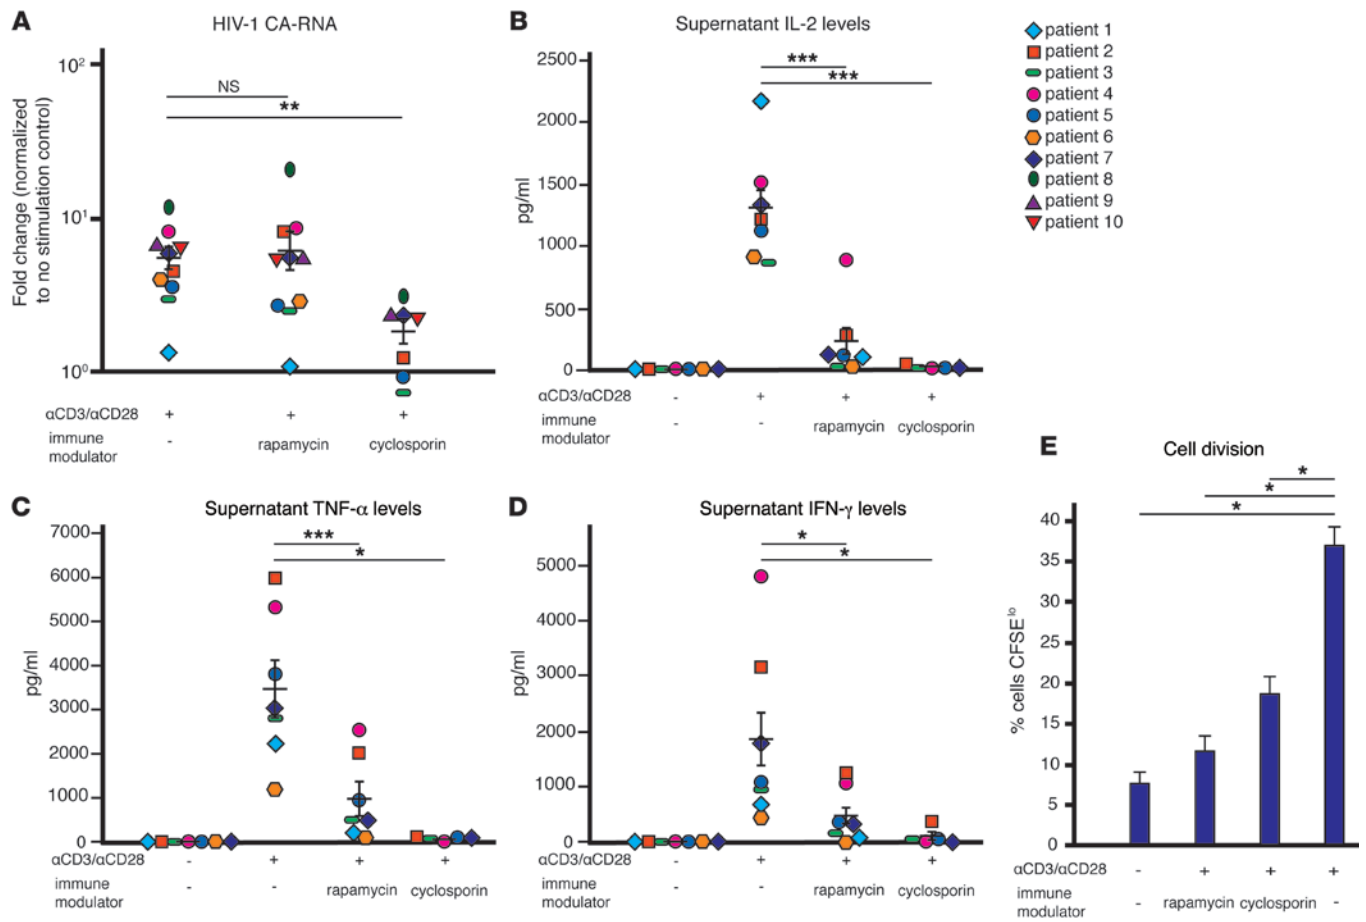 A
HIV-1 CA-RNA
Fold change (normalized
to no stimulation control)
10²
10¹
10⁰
NS
**
αCD3/αCD28 + + +
immune
modulator - rapamycin cyclosporin
B
Supernatant IL-2 levels
pg/ml
2500
2000
1500
1000
500
0
***
***
αCD3/αCD28 - + + +
immune
modulator - - rapamycin cyclosporin
patient 1
patient 2
patient 3
patient 4
patient 5
patient 6
patient 7
patient 8
patient 9
patient 10
C
Supernatant TNF-α levels
pg/ml
7000
6000
5000
4000
3000
2000
1000
0
***
*
αCD3/αCD28 - + + +
immune
modulator - - rapamycin cyclosporin
D
Supernatant IFN-γ levels
pg/ml
5000
4000
3000
2000
1000
0
*
*
αCD3/αCD28 - + + +
immune
modulator - - rapamycin cyclosporin
E
Cell division
% cells CFSE^lo
40
35
30
25
20
15
10
5
0
*
*
*
αCD3/αCD28 - + + +
immune
modulator - rapamycin cyclosporin -